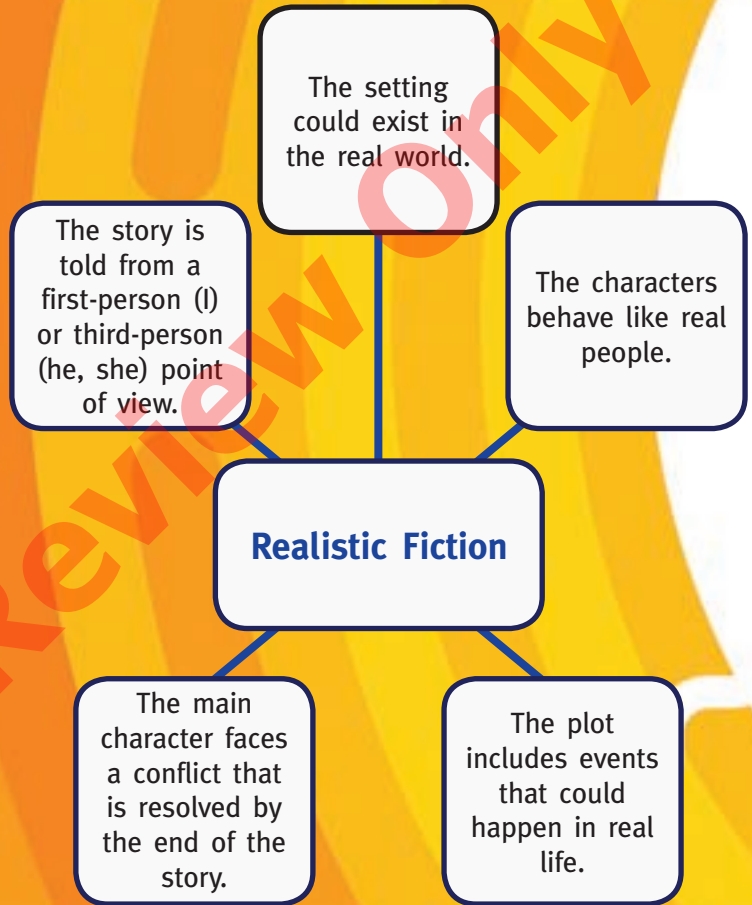 The setting
could exist in
the real world.
The story is
told from a
first-person (I)
or third-person
(he, she) point
of view.
The characters
behave like real
people.
Realistic Fiction
The main
character faces
a conflict that
is resolved by
the end of the
story.
The plot
includes events
that could
happen in real
life.
Review Only